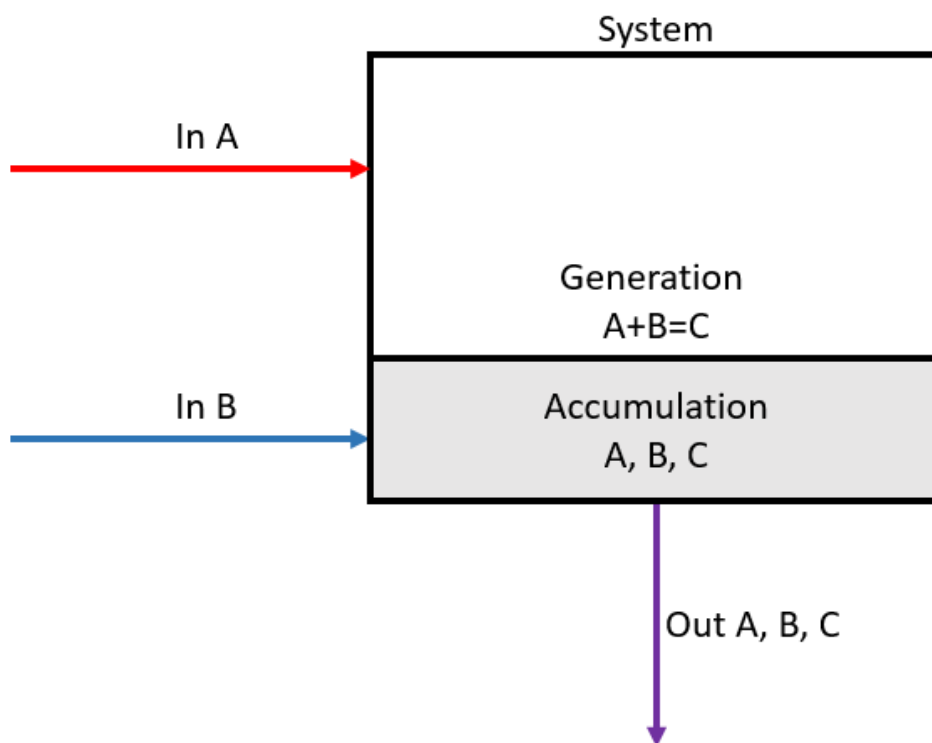 System
In A
Generation
A+B=C
In B
Accumulation
A, B, C
Out A, B, C